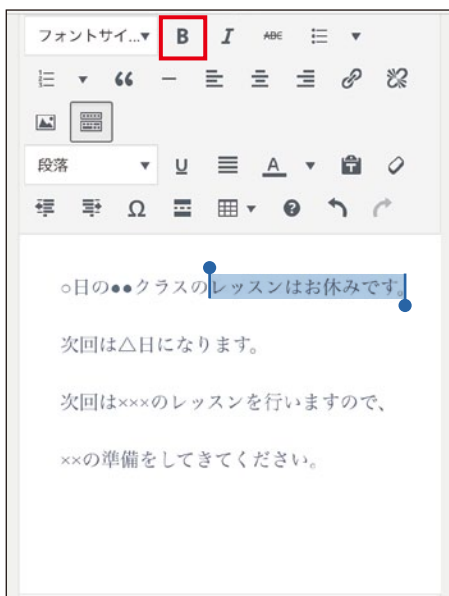 フォントサイ...▼ B I ABE
段落 U A
Ω
○日の●●クラスのレッスンはお休みです。
次回は△日になります。
次回は×××のレッスンを行いますので、
××の準備をしてきてください。